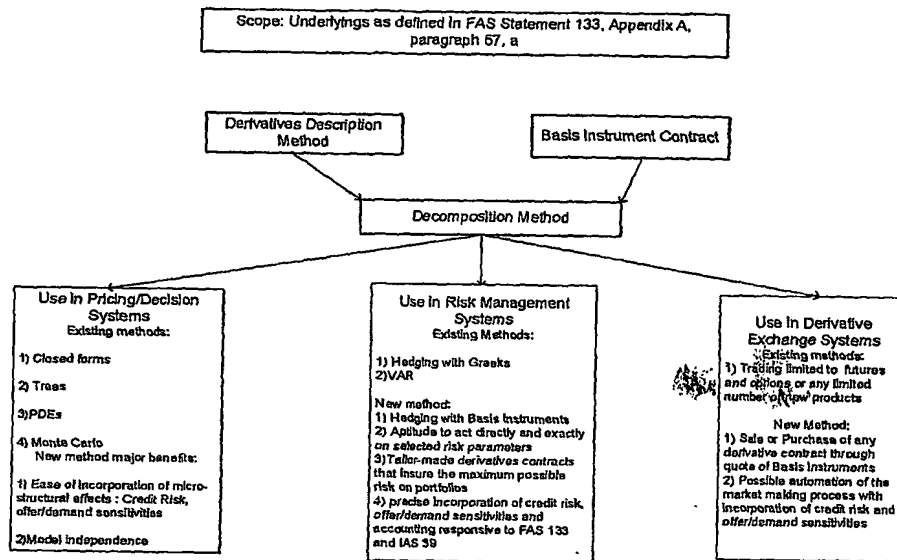 Scope: Underlyings as defined in FAS Statement 133, Appendix A,
paragraph 57, a
Derivatives Description
Method
Basis Instrument Contract
Decomposition Method
Use in Pricing/Decision
Systems
Existing methods:
1) Closed forms
2) Trees
3)PDEs
4) Monte Carlo
New method major benefits:
1) Ease of Incorporation of micro-
structural effects : Credit Risk,
offer/demand sensitivities
2)Model independence
Use in Risk Management
Systems
Existing Methods:
1) Hedging with Greeks
2)VAR
New method:
1) Hedging with Basis Instruments
2) Aptitude to act directly and exactly
on selected risk parameters
3)Tailor-made derivatives contracts
that insure the maximum possible
risk on portfolios
4) precise incorporation of credit risk,
offer/demand sensitivities and
accounting responsive to FAS 133
and IAS 39
Use in Derivative
Exchange Systems
Existing methods:
1) Trading limited to futures
and options or any limited
number of new products
New Method:
1) Sale or Purchase of any
derivative contract through
quote of Basis Instruments
2) Possible automation of the
market making process with
incorporation of credit risk and
offer/demand sensitivities